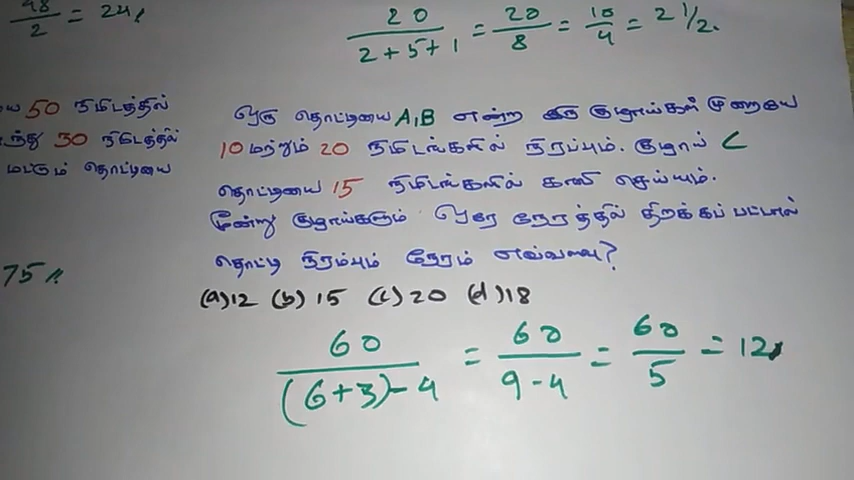 48/2 = 24
20/(2+5+1) = 20/8 = 10/4 = 2 1/2.
50 நிமிடத்தில்
30 நிமிடத்தில்
மட்டும் தொட்டியை
75
ஒரு தொட்டியை A,B என்ற இரு குழாய்கள் முறையே
10 மற்றும் 20 நிமிடங்களில் நிரப்பும். குழாய் C
தொட்டியை 15 நிமிடங்களில் காலி செய்யும்.
மூன்று குழாய்களும் ஒரே நேரத்தில் திறக்கப் பட்டால்
தொட்டி நிரம்பும் நேரம் எவ்வளவு?
(a) 12 (b) 15 (c) 20 (d) 18
60/((6+3)-4) = 60/(9-4) = 60/5 = 12